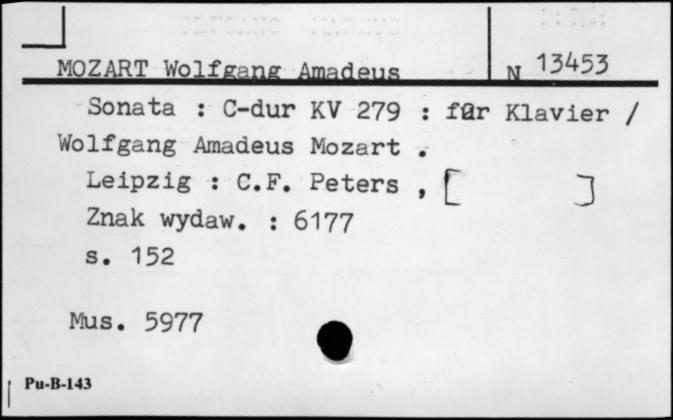 MOZART Wolfgang Amadeus N 13453
Sonata : C-dur KV 279 : für Klavier /
Wolfgang Amadeus Mozart .
Leipzig : C.F. Peters , [ ]
Znak wydaw. : 6177
s. 152
Mus. 5977
Pu-B-143